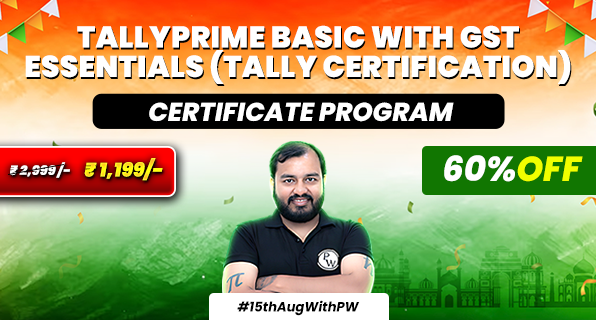 TALLYPRIME BASIC WITH GST
ESSENTIALS (TALLY CERTIFICATION)
CERTIFICATE PROGRAM
₹ 2,999/- ₹ 1,199/-
60%OFF
P
W
π
#15thAugWithPW